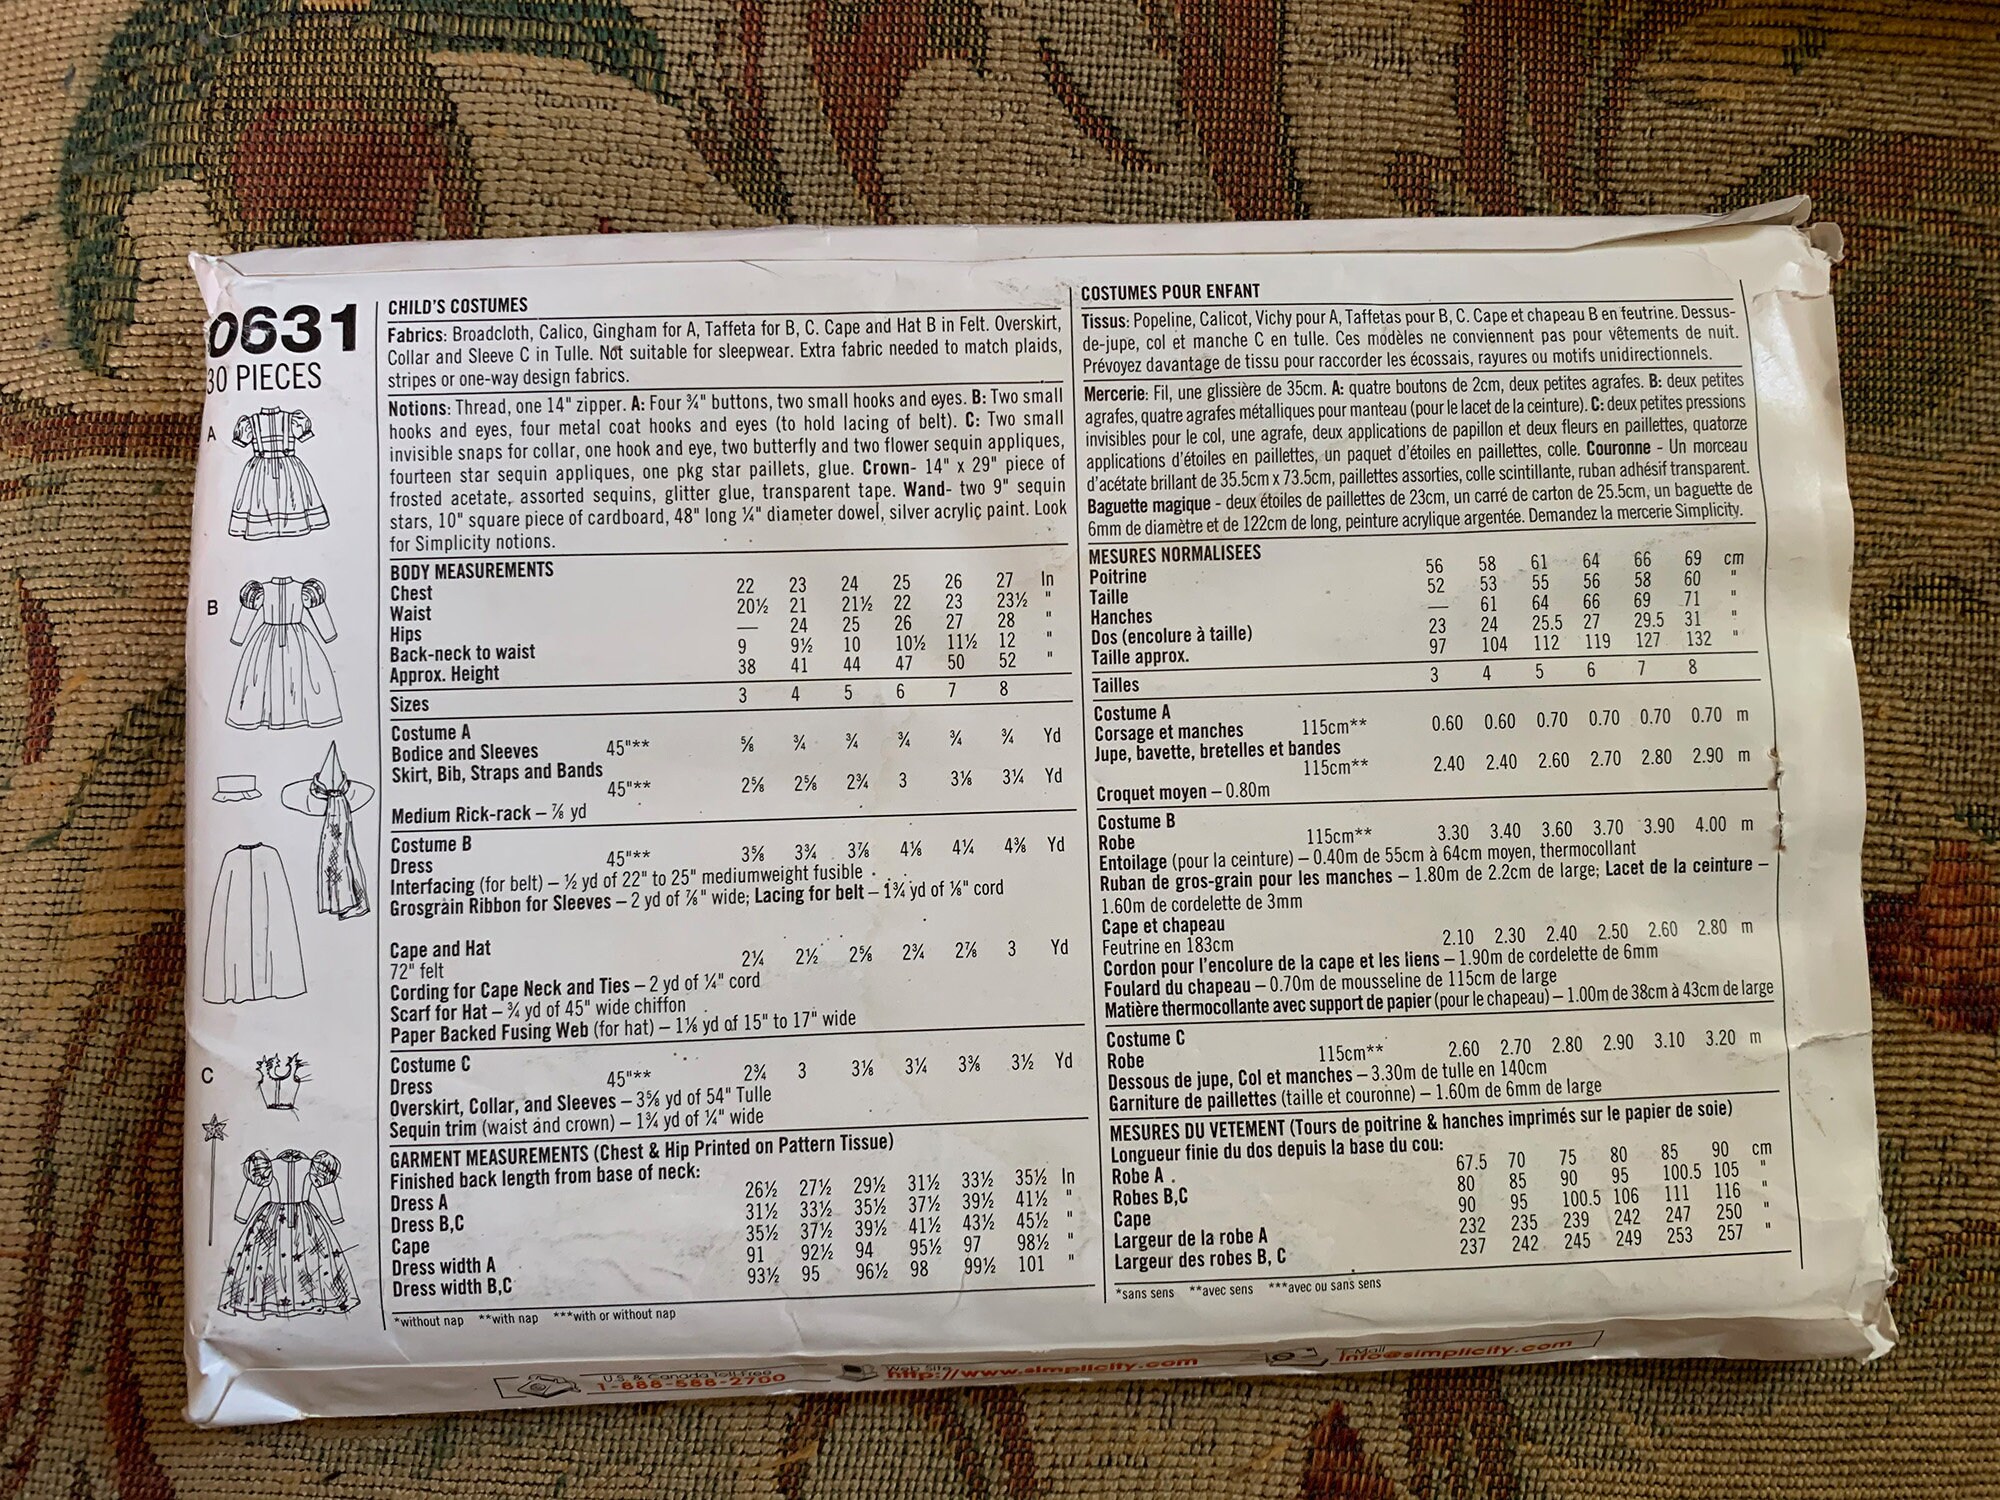 0631
30 PIECES
A
B
C
CHILD'S COSTUMES
Fabrics: Broadcloth, Calico, Gingham for A, Taffeta for B, C. Cape and Hat B in Felt. Overskirt,
Collar and Sleeve C in Tulle. Not suitable for sleepwear. Extra fabric needed to match plaids,
stripes or one-way design fabrics.
Notions: Thread, one 14" zipper. A: Four ¾" buttons, two small hooks and eyes. B: Two small
hooks and eyes, four metal coat hooks and eyes (to hold lacing of belt). C: Two small
invisible snaps for collar, one hook and eye, two butterfly and two flower sequin appliques,
fourteen star sequin appliques, one pkg star paillets, glue. Crown- 14" x 29" piece of
frosted acetate, assorted sequins, glitter glue, transparent tape. Wand- two 9" sequin
stars, 10" square piece of cardboard, 48" long ¼" diameter dowel, silver acrylic paint. Look
for Simplicity notions.
BODY MEASUREMENTS
Chest 22 23 24 25 26 27 In
Waist 20½ 21 21½ 22 23 23½ "
Hips — 24 25 26 27 28 "
Back-neck to waist 9 9½ 10 10½ 11½ 12 "
Approx. Height 38 41 44 47 50 52 "
Sizes 3 4 5 6 7 8
Costume A
Bodice and Sleeves 45"** ⅝ ¾ ¾ ¾ ¾ ¾ Yd
Skirt, Bib, Straps and Bands
45"** 2⅝ 2⅝ 2¾ 3 3⅛ 3¼ Yd
Medium Rick-rack – ⅞ yd
Costume B
Dress 45"** 3⅝ 3¾ 3⅞ 4⅛ 4¼ 4⅜ Yd
Interfacing (for belt) – ½ yd of 22" to 25" mediumweight fusible
Grosgrain Ribbon for Sleeves – 2 yd of ⅞" wide; Lacing for belt – 1¾ yd of ⅛" cord
Cape and Hat
72" felt 2¼ 2½ 2⅝ 2¾ 2⅞ 3 Yd
Cording for Cape Neck and Ties – 2 yd of ¼" cord
Scarf for Hat – ¾ yd of 45" wide chiffon
Paper Backed Fusing Web (for hat) – 1⅛ yd of 15" to 17" wide
Costume C
Dress 45"** 2¾ 3 3⅛ 3¼ 3⅜ 3½ Yd
Overskirt, Collar, and Sleeves – 3⅝ yd of 54" Tulle
Sequin trim (waist and crown) – 1¾ yd of ¼" wide
GARMENT MEASUREMENTS (Chest & Hip Printed on Pattern Tissue)
Finished back length from base of neck:
Dress A 26½ 27½ 29½ 31½ 33½ 35½ In
Dress B,C 31½ 33½ 35½ 37½ 39½ 41½ "
Cape 35½ 37½ 39½ 41½ 43½ 45½ "
Dress width A 91 92½ 94 95½ 97 98½ "
Dress width B,C 93½ 95 96½ 98 99½ 101 "
*without nap **with nap ***with or without nap
COSTUMES POUR ENFANT
Tissus: Popeline, Calicot, Vichy pour A, Taffetas pour B, C. Cape et chapeau B en feutrine. Dessus-
de-jupe, col et manche C en tulle. Ces modèles ne conviennent pas pour vêtements de nuit.
Prévoyez davantage de tissu pour raccorder les écossais, rayures ou motifs unidirectionnels.
Mercerie: Fil, une glissière de 35cm. A: quatre boutons de 2cm, deux petites agrafes. B: deux petites
agrafes, quatre agrafes métalliques pour manteau (pour le lacet de la ceinture). C: deux petites pressions
invisibles pour le col, une agrafe, deux applications de papillon et deux fleurs en paillettes, quatorze
applications d'étoiles en paillettes, un paquet d'étoiles en paillettes, colle. Couronne - Un morceau
d'acétate brillant de 35.5cm x 73.5cm, paillettes assorties, colle scintillante, ruban adhésif transparent.
Baguette magique - deux étoiles de paillettes de 23cm, un carré de carton de 25.5cm, un baguette de
6mm de diamètre et de 122cm de long, peinture acrylique argentée. Demandez la mercerie Simplicity.
MESURES NORMALISEES
Poitrine 56 58 61 64 66 69 cm
Taille 52 53 55 56 58 60 "
Hanches — 61 64 66 69 71 "
Dos (encolure à taille) 23 24 25.5 27 29.5 31 "
Taille approx. 97 104 112 119 127 132 "
Tailles 3 4 5 6 7 8
Costume A
Corsage et manches 115cm** 0.60 0.60 0.70 0.70 0.70 0.70 m
Jupe, bavette, bretelles et bandes
115cm** 2.40 2.40 2.60 2.70 2.80 2.90 m
Croquet moyen – 0.80m
Costume B
Robe 115cm** 3.30 3.40 3.60 3.70 3.90 4.00 m
Entoilage (pour la ceinture) – 0.40m de 55cm à 64cm moyen, thermocollant
Ruban de gros-grain pour les manches – 1.80m de 2.2cm de large; Lacet de la ceinture –
1.60m de cordelette de 3mm
Cape et chapeau
Feutrine en 183cm 2.10 2.30 2.40 2.50 2.60 2.80 m
Cordon pour l'encolure de la cape et les liens – 1.90m de cordelette de 6mm
Foulard du chapeau – 0.70m de mousseline de 115cm de large
Matière thermocollante avec support de papier (pour le chapeau) – 1.00m de 38cm à 43cm de large
Costume C
Robe 115cm** 2.60 2.70 2.80 2.90 3.10 3.20 m
Dessous de jupe, Col et manches – 3.30m de tulle en 140cm
Garniture de paillettes (taille et couronne) – 1.60m de 6mm de large
MESURES DU VETEMENT (Tours de poitrine & hanches imprimés sur le papier de soie)
Longueur finie du dos depuis la base du cou:
Robe A 67.5 70 75 80 85 90 cm
Robes B,C 80 85 90 95 100.5 105 "
Cape 90 95 100.5 106 111 116 "
Largeur de la robe A 232 235 239 242 247 250 "
Largeur des robes B, C 237 242 245 249 253 257 "
*sans sens **avec sens ***avec ou sans sens
U.S. & Canada Toll Free
1-888-588-2700
Web Site
http://www.simplicity.com
E-Mail
info@simplicity.com